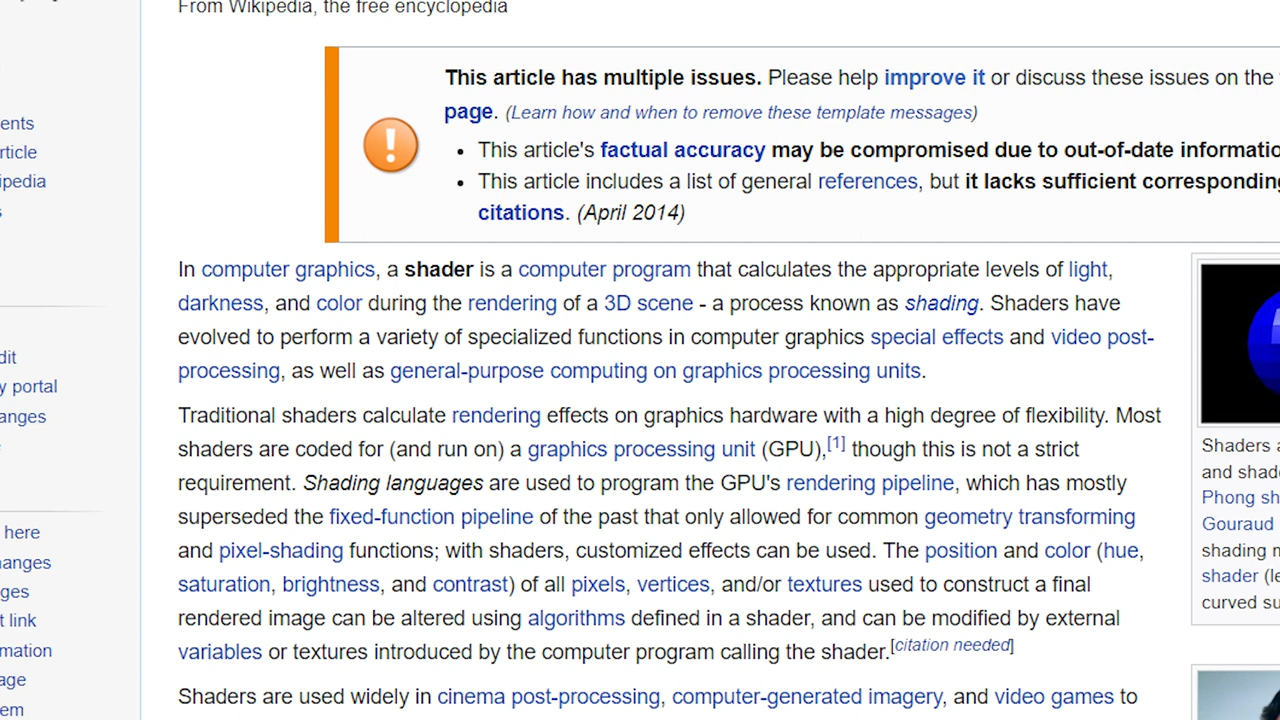 From Wikipedia, the free encyclopedia
This article has multiple issues. Please help improve it or discuss these issues on the
page. (Learn how and when to remove these template messages)
• This article's factual accuracy may be compromised due to out-of-date
• This article includes a list of general references, but it lacks sufficient
citations. (April 2014)
In computer graphics, a shader is a computer program that calculates the appropriate levels of light,
darkness, and color during the rendering of a 3D scene - a process known as shading. Shaders have
evolved to perform a variety of specialized functions in computer graphics special effects and video post-
processing, as well as general-purpose computing on graphics processing units.
Traditional shaders calculate rendering effects on graphics hardware with a high degree of flexibility. Most
shaders are coded for (and run on) a graphics processing unit (GPU),[1] though this is not a strict
requirement. Shading languages are used to program the GPU's rendering pipeline, which has mostly
superseded the fixed-function pipeline of the past that only allowed for common geometry transforming
and pixel-shading functions; with shaders, customized effects can be used. The position and color (hue,
saturation, brightness, and contrast) of all pixels, vertices, and/or textures used to construct a final
rendered image can be altered using algorithms defined in a shader, and can be modified by external
variables or textures introduced by the computer program calling the shader.[citation needed]
Shaders are used widely in cinema post-processing, computer-generated imagery, and video games to
ents
rticle
ipedia
s
dit
y portal
anges
here
anges
ges
t link
mation
age
em
Shaders a
and shad
Phong sh
Gouraud
shading m
shader (le
curved su